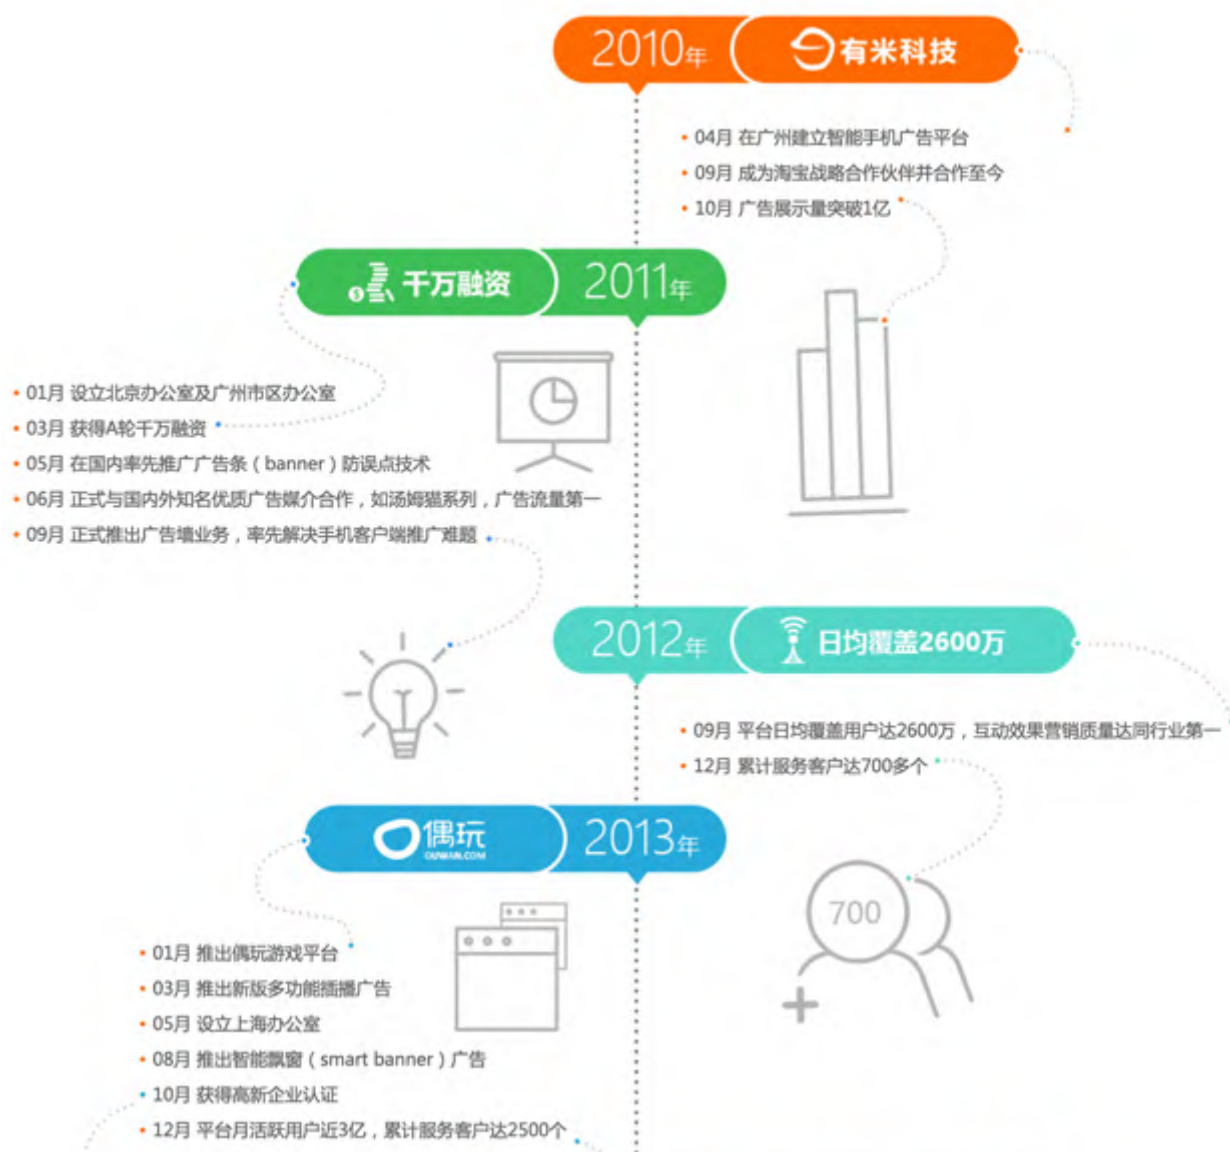 2010年 有米科技
04月 在广州建立智能手机广告平台
09月 成为淘宝战略合作伙伴并合作至今
10月 广告展示量突破1亿
千万融资 2011年
01月 设立北京办公室及广州市区办公室
03月 获得A轮千万融资
05月 在国内率先推广广告条（banner）防误点技术
06月 正式与国内外知名优质广告媒介合作，如汤姆猫系列，广告流量第一
09月 正式推出广告墙业务，率先解决手机客户端推广难题
2012年 日均覆盖2600万
09月 平台日均覆盖用户达2600万，互动效果营销质量达同行业第一
12月 累计服务客户达700多个
700
偶玩 2013年
OUWAN.COM
01月 推出偶玩游戏平台
03月 推出新版多功能插播广告
05月 设立上海办公室
08月 推出智能飘窗（smart banner）广告
10月 获得高新企业认证
12月 平台月活跃用户近3亿，累计服务客户达2500个